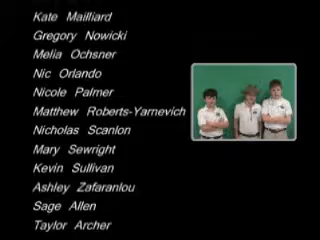 Kate Mailliard
Gregory Nowicki
Melia Ochsner
Nic Orlando
Nicole Palmer
Matthew Roberts-Yarnevich
Nicholas Scanlon
Mary Sewright
Kevin Sullivan
Ashley Zafaranlou
Sage Allen
Taylor Archer